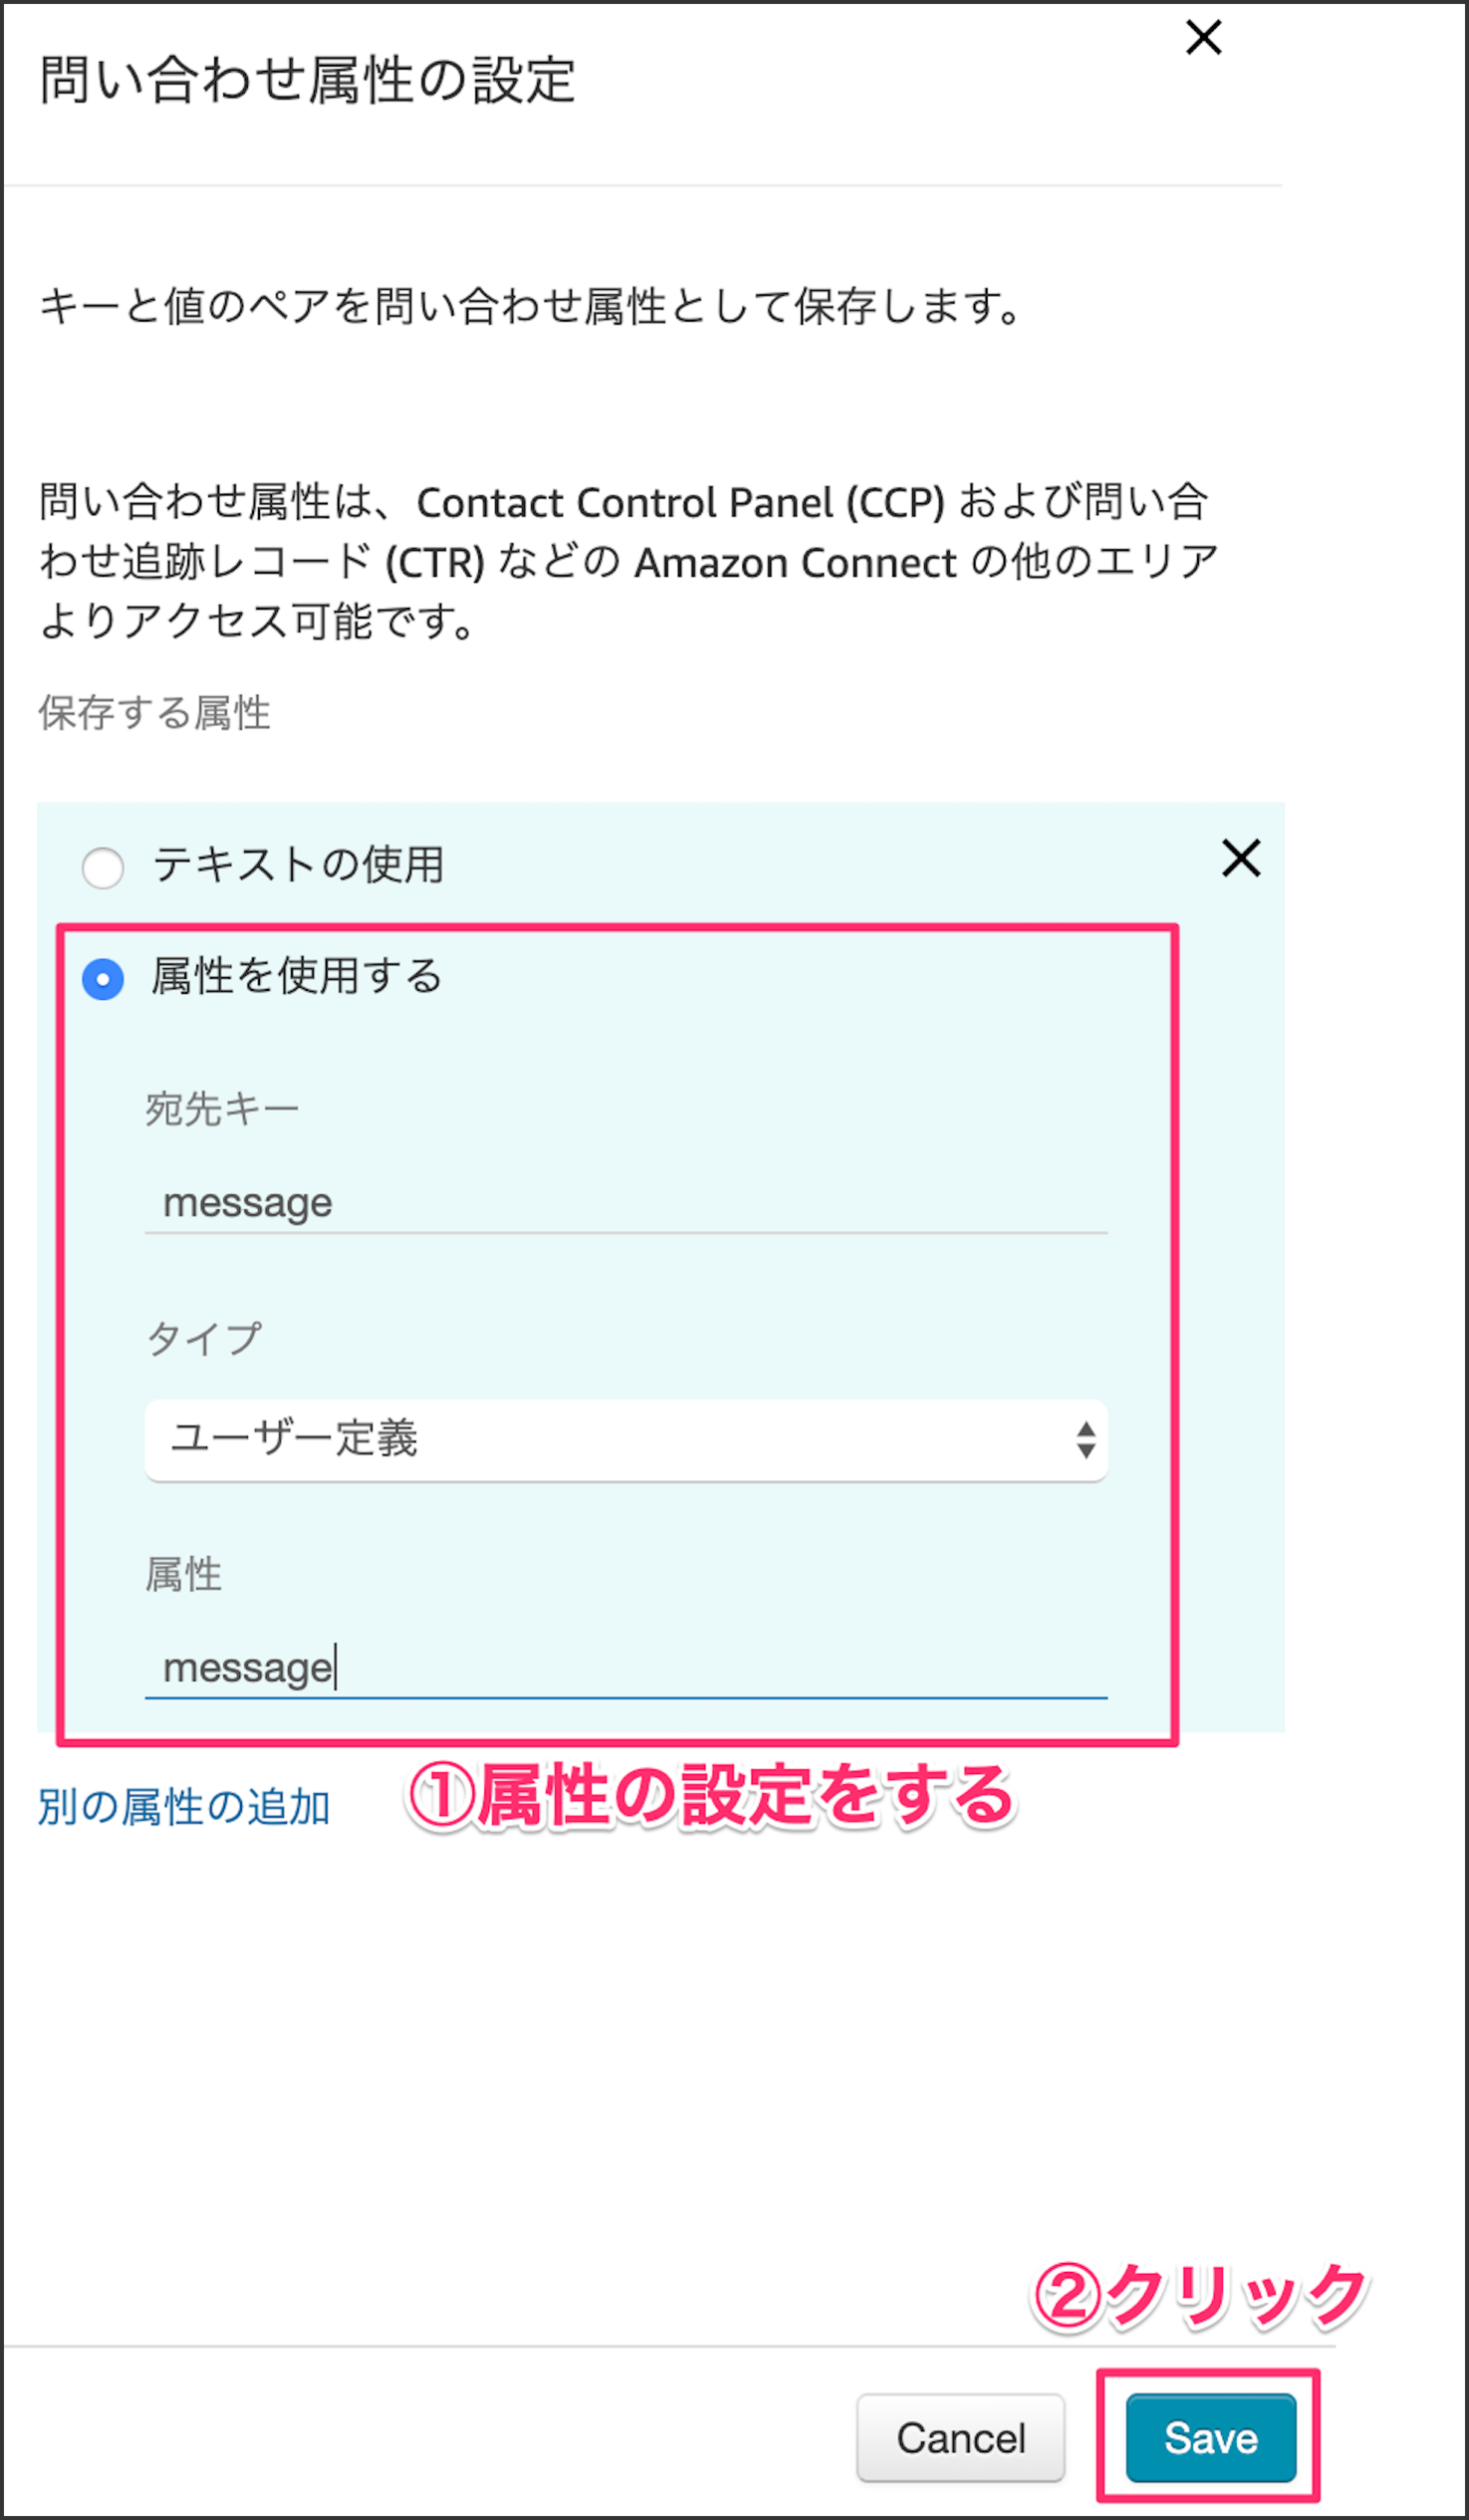 問い合わせ属性の設定
キーと値のペアを問い合わせ属性として保存します。
問い合わせ属性は、Contact Control Panel (CCP) および問い合
わせ追跡レコード (CTR) などの Amazon Connect の他のエリア
よりアクセス可能です。
保存する属性
テキストの使用
属性を使用する
宛先キー
message
タイプ
ユーザー定義
属性
message
別の属性の追加
①属性の設定をする
②クリック
Cancel
Save